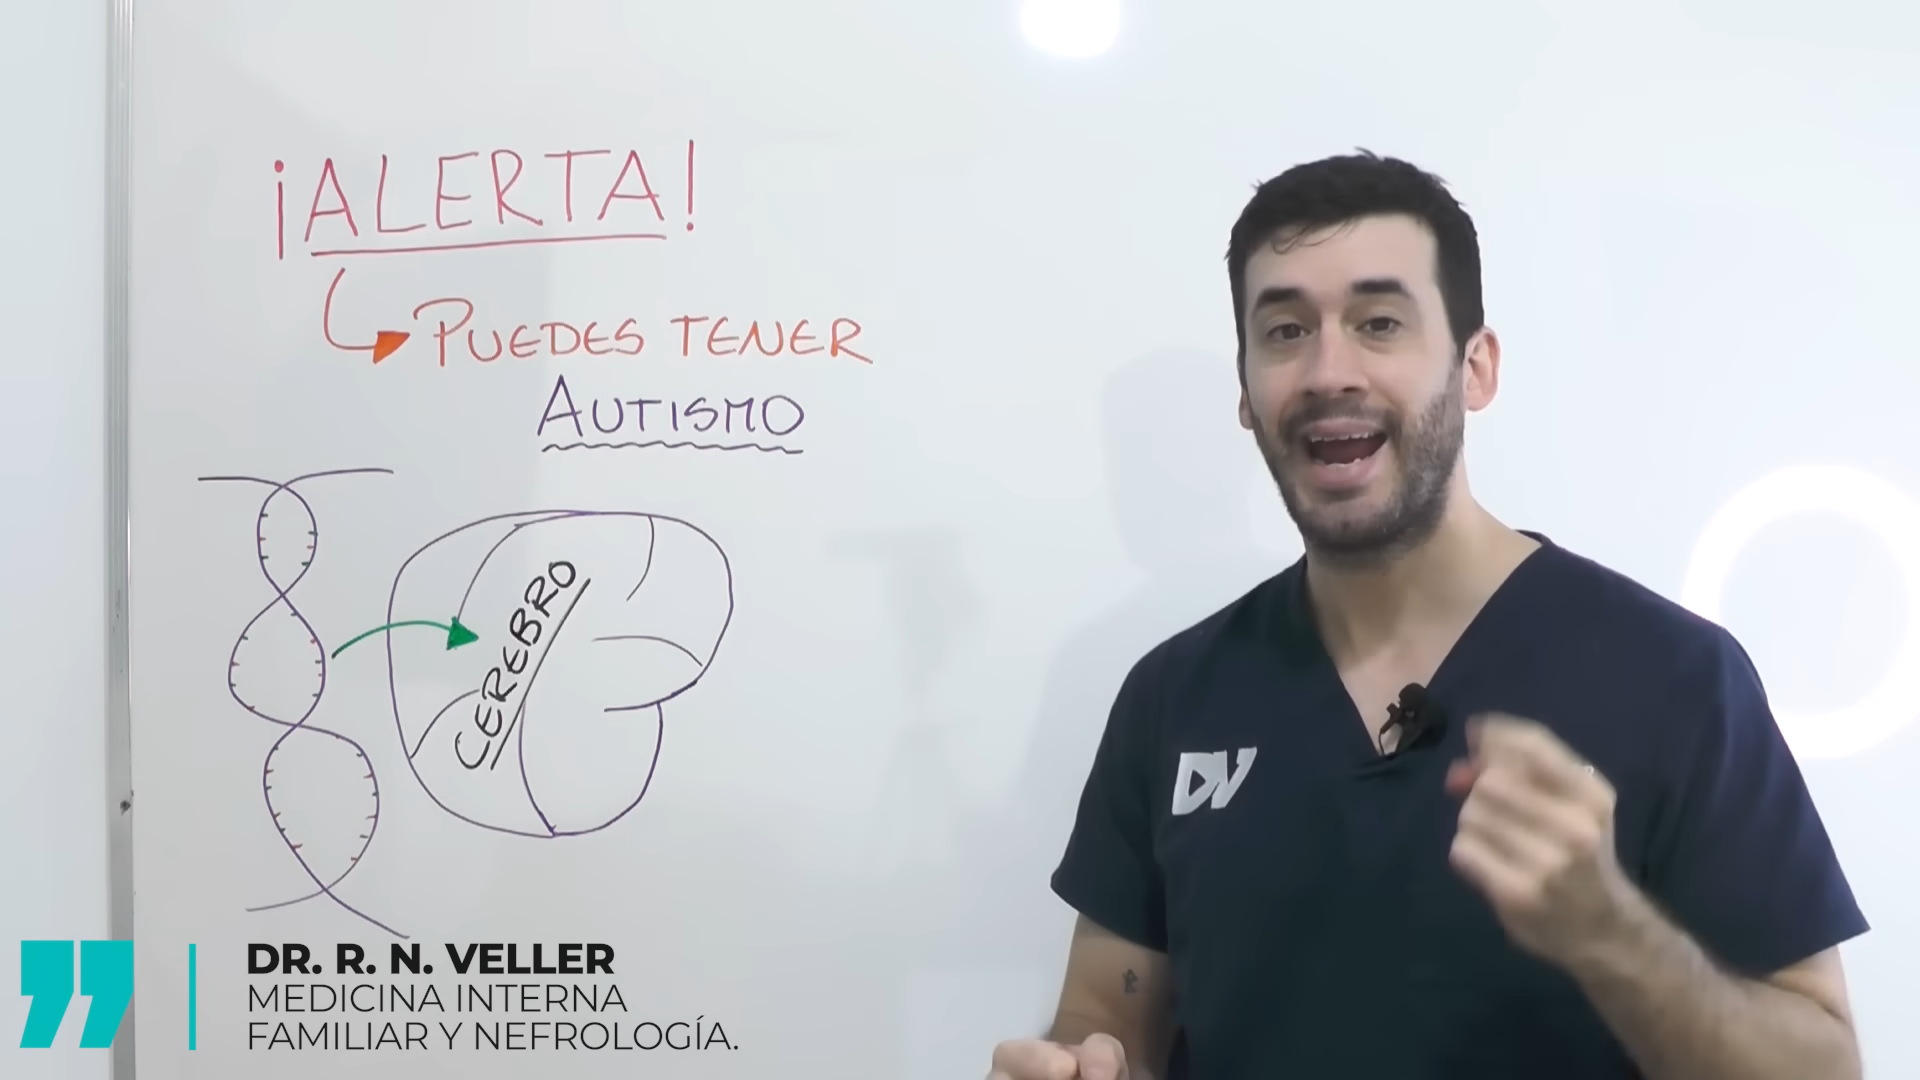 ¡ALERTA!
PUEDES TENER
AUTISMO
CEREBRO
DV
DR. R. N. VELLER
MEDICINA INTERNA
FAMILIAR Y NEFROLOGÍA.